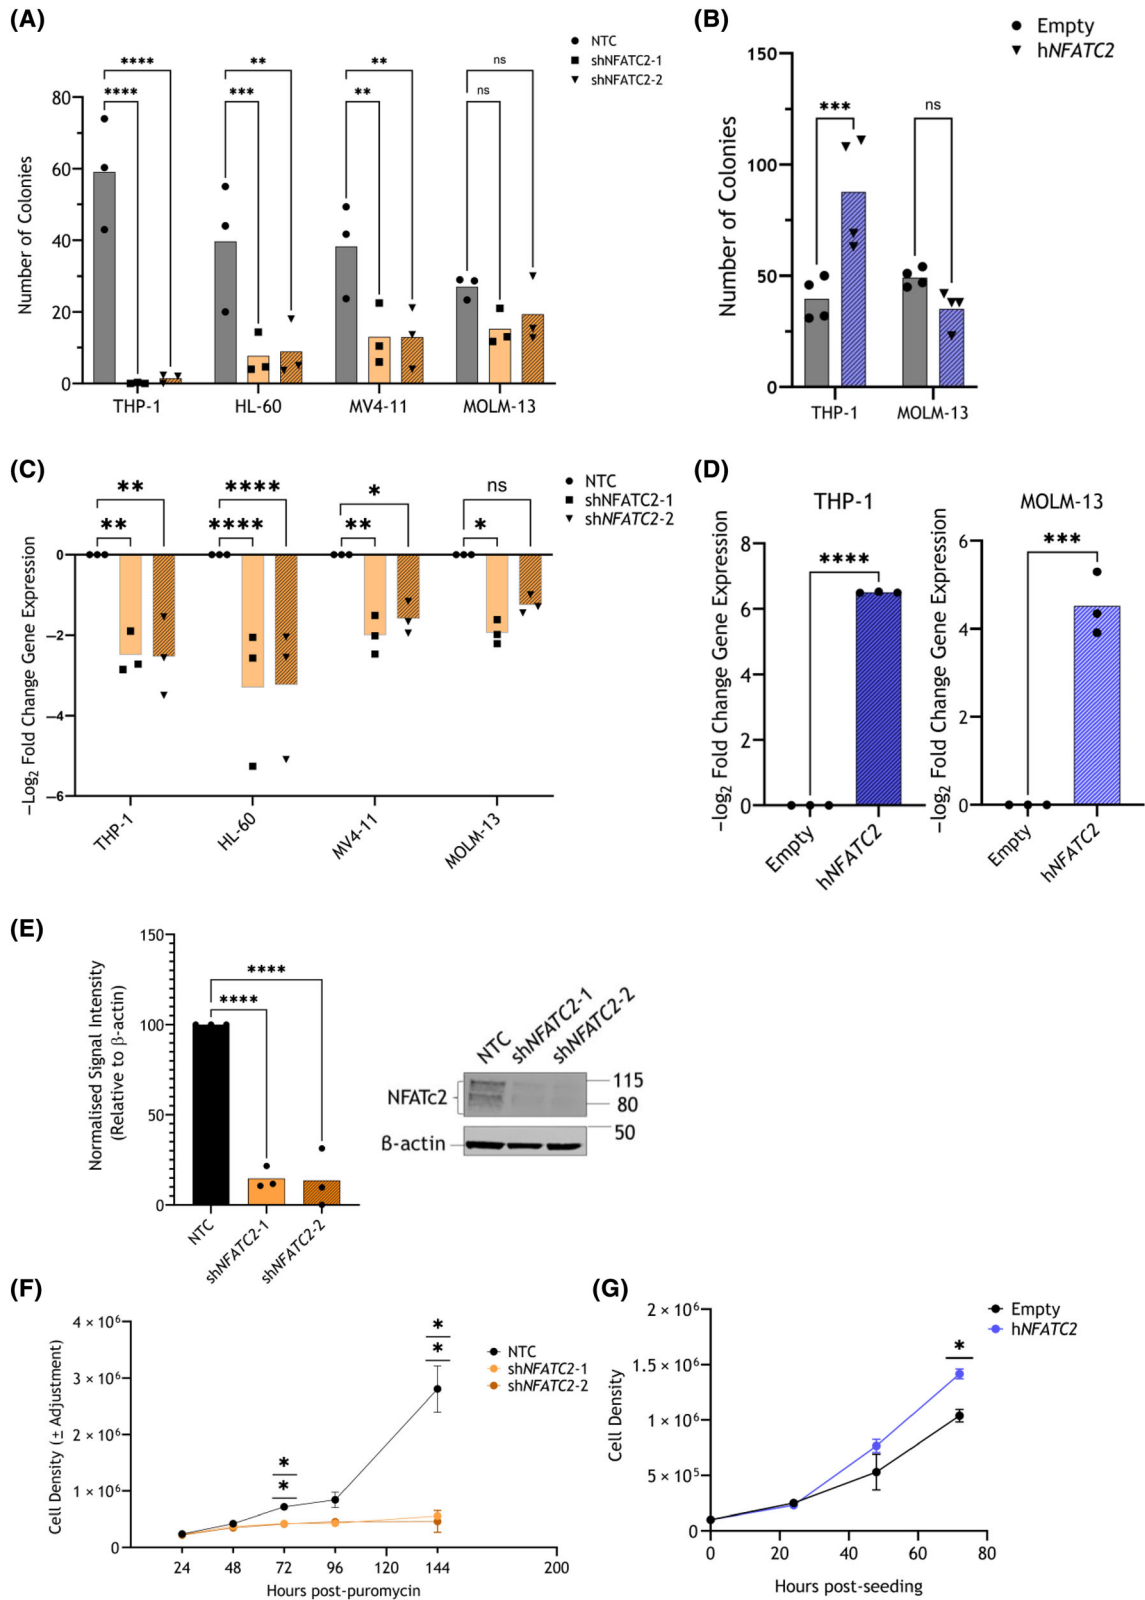 (A)
NTC
shNFATC2-1
shNFATC2-2
**** ** ** ns
**** *** ** ns
Number of Colonies
80
60
40
20
0
THP-1 HL-60 MV4-11 MOLM-13
(B)
Empty
hNFATC2
Number of Colonies
150
100
50
0
*** ns
THP-1 MOLM-13
(C)
NTC
shNFATC2-1
shNFATC2-2
** **** * ns
** **** ** *
−Log2 Fold Change Gene Expression
0
−2
−4
−6
THP-1 HL-60 MV4-11 MOLM-13
(D)
THP-1
−log2 Fold Change Gene Expression
8
6
4
2
0
****
Empty hNFATC2
MOLM-13
−log2 Fold Change Gene Expression
6
4
2
0
***
Empty hNFATC2
(E)
Normalised Signal Intensity
(Relative to β-actin)
150
100
50
0
****
****
NTC shNFATC2-1 shNFATC2-2
NTC shNFATC2-1 shNFATC2-2
NFATc2
115
80
50
ß-actin
(F)
Cell Density (± Adjustment)
4 × 10⁶
3 × 10⁶
2 × 10⁶
1 × 10⁶
0
* *
* *
NTC
shNFATC2-1
shNFATC2-2
24 48 72 96 120 144 200
Hours post-puromycin
(G)
Cell Density
2 × 10⁶
1.5 × 10⁶
1 × 10⁶
5 × 10⁵
0
*
Empty
hNFATC2
0 20 40 60 80
Hours post-seeding